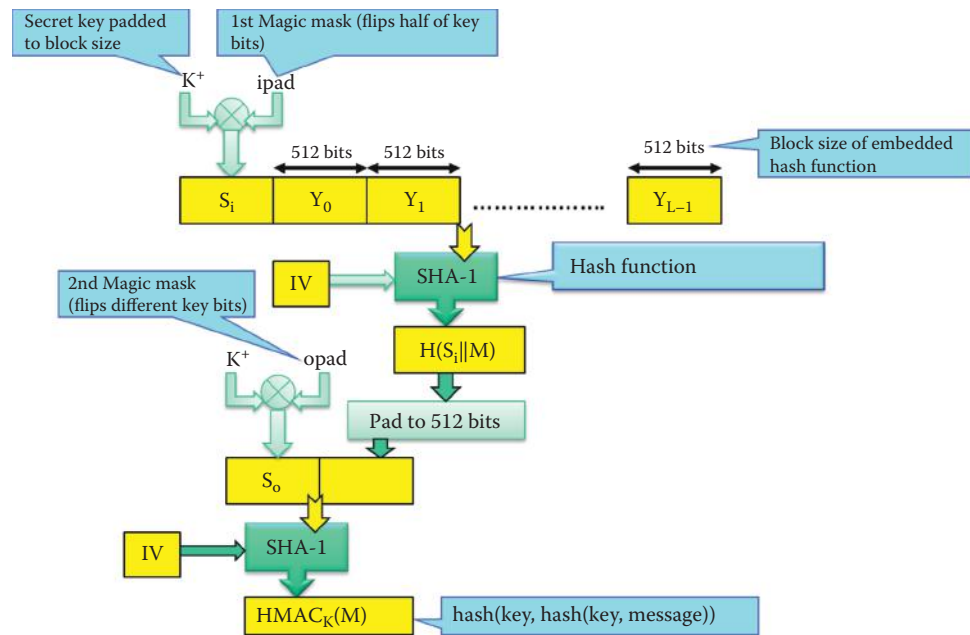 Secret key padded
to block size
1st Magic mask (flips half of key
bits)
K⁺
ipad
512 bits
512 bits
512 bits
Block size of embedded
hash function
Sᵢ
Y₀
Y₁
....................
Y_{L–1}
IV
SHA-1
Hash function
2nd Magic mask
(flips different key bits)
H(Sᵢ||M)
K⁺
opad
Pad to 512 bits
Sₒ
IV
SHA-1
HMAC_K(M)
hash(key, hash(key, message))